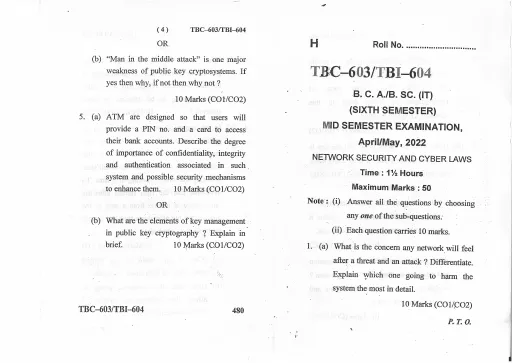 ( 4 ) TBC–603/TBI–604
OR
(b) “Man in the middle attack” is one major
weakness of public key cryptosystems. If
yes then why, if not then why not ?
10 Marks (CO1/CO2)
5. (a) ATM are designed so that users will
provide a PIN no. and a card to access
their bank accounts. Describe the degree
of importance of confidentiality, integrity
and authentication associated in such
system and possible security mechanisms
to enhance them. 10 Marks (CO1/CO2)
OR
(b) What are the elements of key management
in public key cryptography ? Explain in
brief. 10 Marks (CO1/CO2)
TBC–603/TBI–604 480
H Roll No. ..............................
TBC–603/TBI–604
B. C. A./B. SC. (IT)
(SIXTH SEMESTER)
MID SEMESTER EXAMINATION,
April/May, 2022
NETWORK SECURITY AND CYBER LAWS
Time : 1½ Hours
Maximum Marks : 50
Note : (i) Answer all the questions by choosing
any one of the sub-questions.
(ii) Each question carries 10 marks.
1. (a) What is the concern any network will feel
after a threat and an attack ? Differentiate.
Explain which one going to harm the
system the most in detail.
10 Marks (CO1/CO2)
P. T. O.